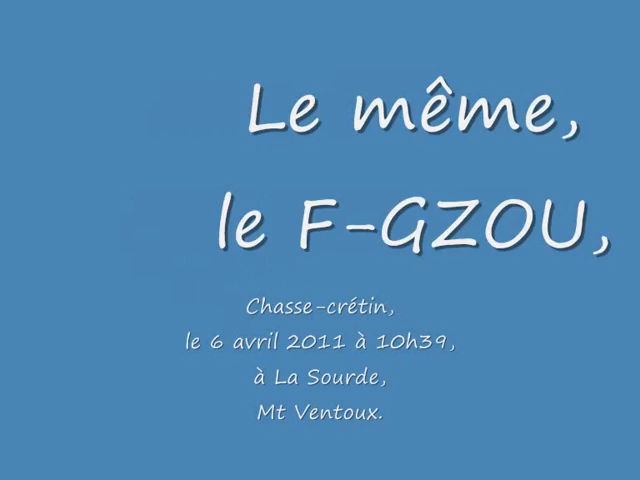 Le même,
le F-GZOU,
Chasse-crétin,
le 6 avril 2011 à 10h39,
à La Sourde,
Mt Ventoux.